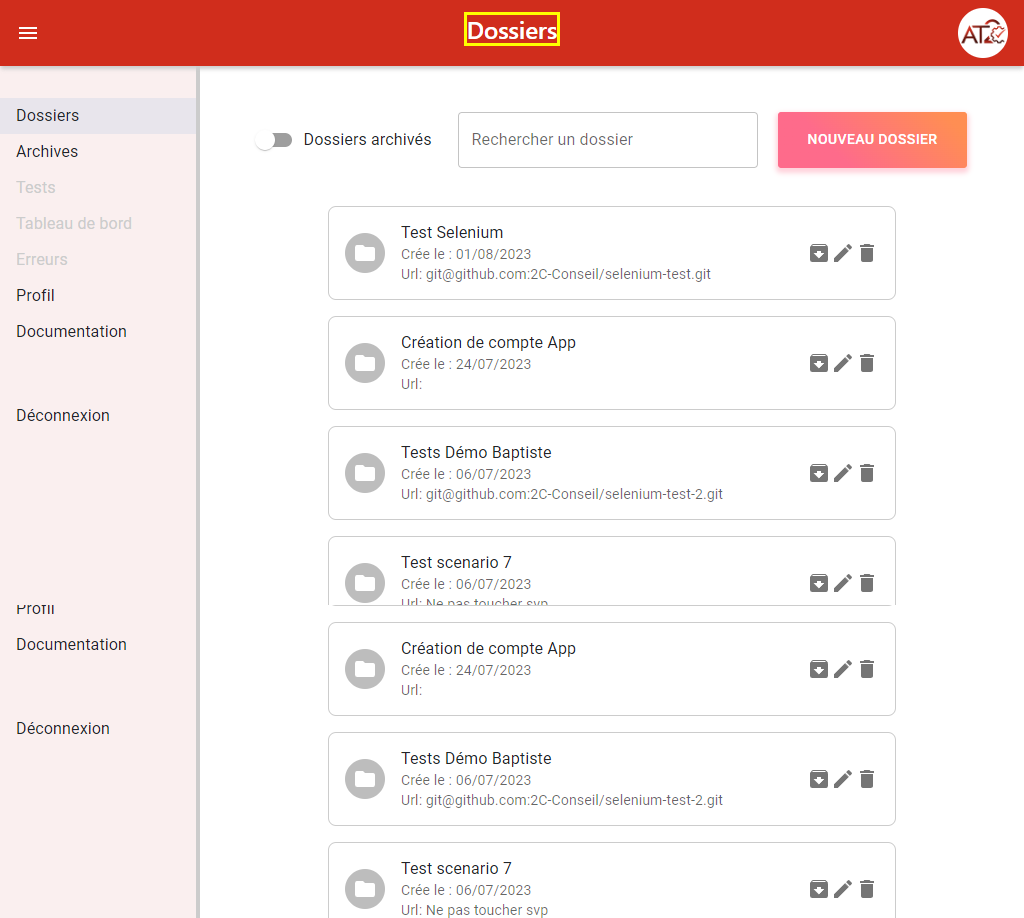 Dossiers
AT2C
Dossiers
Archives
Tests
Tableau de bord
Erreurs
Profil
Documentation
Déconnexion
Profil
Documentation
Déconnexion
Dossiers archivés
Rechercher un dossier
NOUVEAU DOSSIER
Test Selenium
Crée le : 01/08/2023
Url: git@github.com:2C-Conseil/selenium-test.git
Création de compte App
Crée le : 24/07/2023
Url:
Tests Démo Baptiste
Crée le : 06/07/2023
Url: git@github.com:2C-Conseil/selenium-test-2.git
Test scenario 7
Crée le : 06/07/2023
Url: Ne pas toucher svp
Création de compte App
Crée le : 24/07/2023
Url:
Tests Démo Baptiste
Crée le : 06/07/2023
Url: git@github.com:2C-Conseil/selenium-test-2.git
Test scenario 7
Crée le : 06/07/2023
Url: Ne pas toucher svp